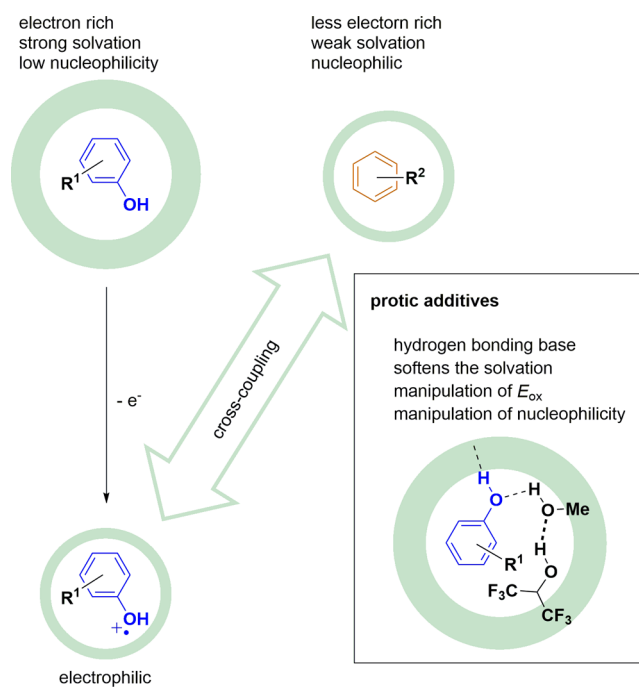 electron rich
strong solvation
low nucleophilicity
less electorn rich
weak solvation
nucleophilic
R¹
OH
R²
- e⁻
cross-coupling
protic additives
hydrogen bonding base
softens the solvation
manipulation of Eox
manipulation of nucleophilicity
H
O
H
O
Me
R¹
H
O
F₃C
CF₃
R¹
OH
+•
electrophilic